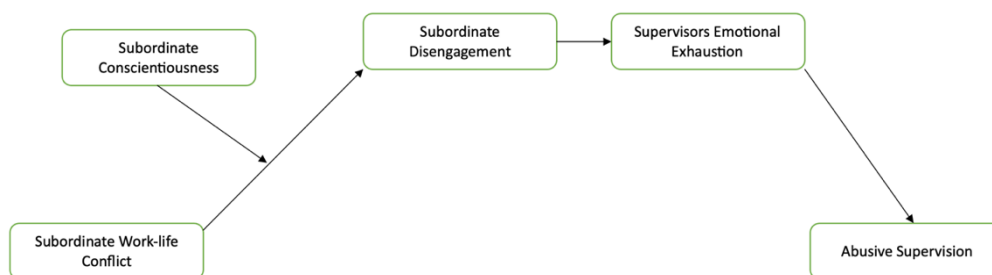 Subordinate
Conscientiousness
Subordinate
Disengagement
Supervisors Emotional
Exhaustion
Subordinate Work-life
Conflict
Abusive Supervision